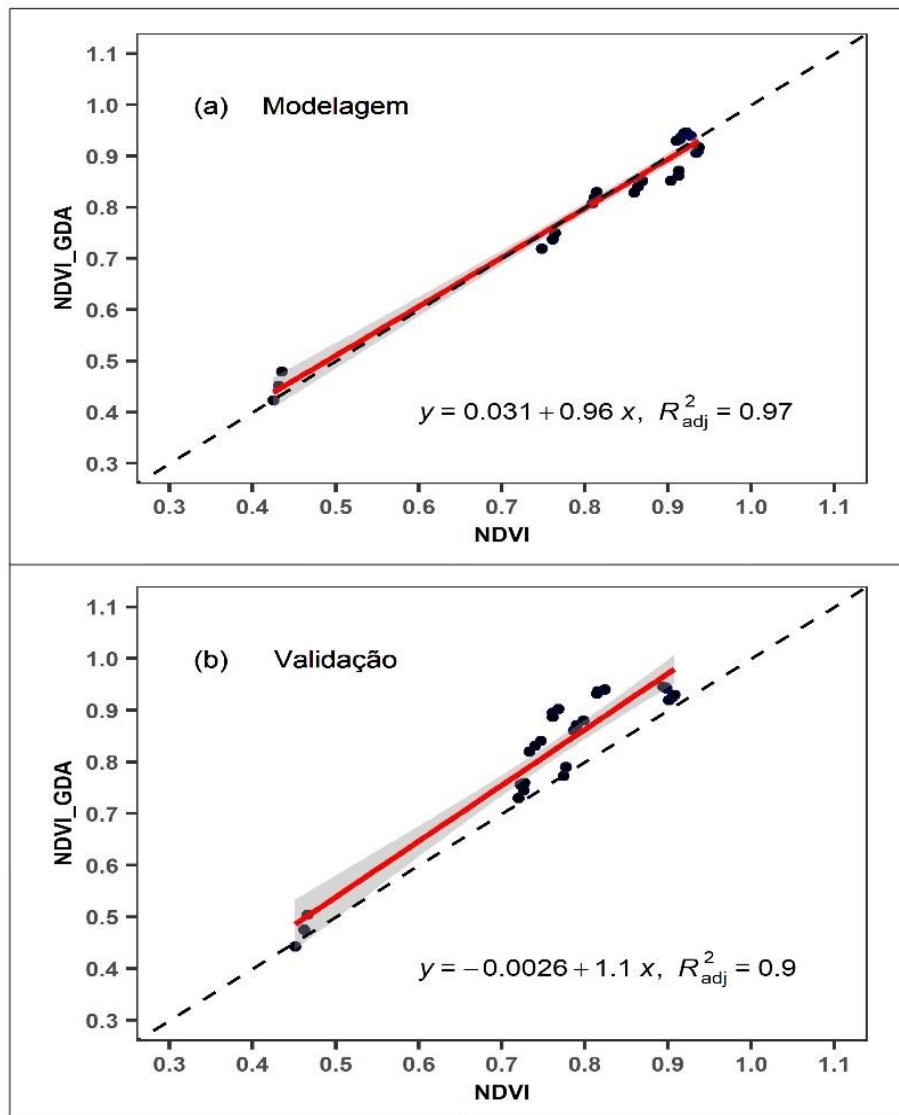 1.1
(a) Modelagem
1.0
0.9
0.8
NDVI_GDA
0.7
0.6
0.5
0.4
y = 0.031 + 0.96 x, R²adj = 0.97
0.3
0.3 0.4 0.5 0.6 0.7 0.8 0.9 1.0 1.1
NDVI
1.1
(b) Validação
1.0
0.9
0.8
NDVI_GDA
0.7
0.6
0.5
0.4
y = −0.0026 + 1.1 x, R²adj = 0.9
0.3
0.3 0.4 0.5 0.6 0.7 0.8 0.9 1.0 1.1
NDVI